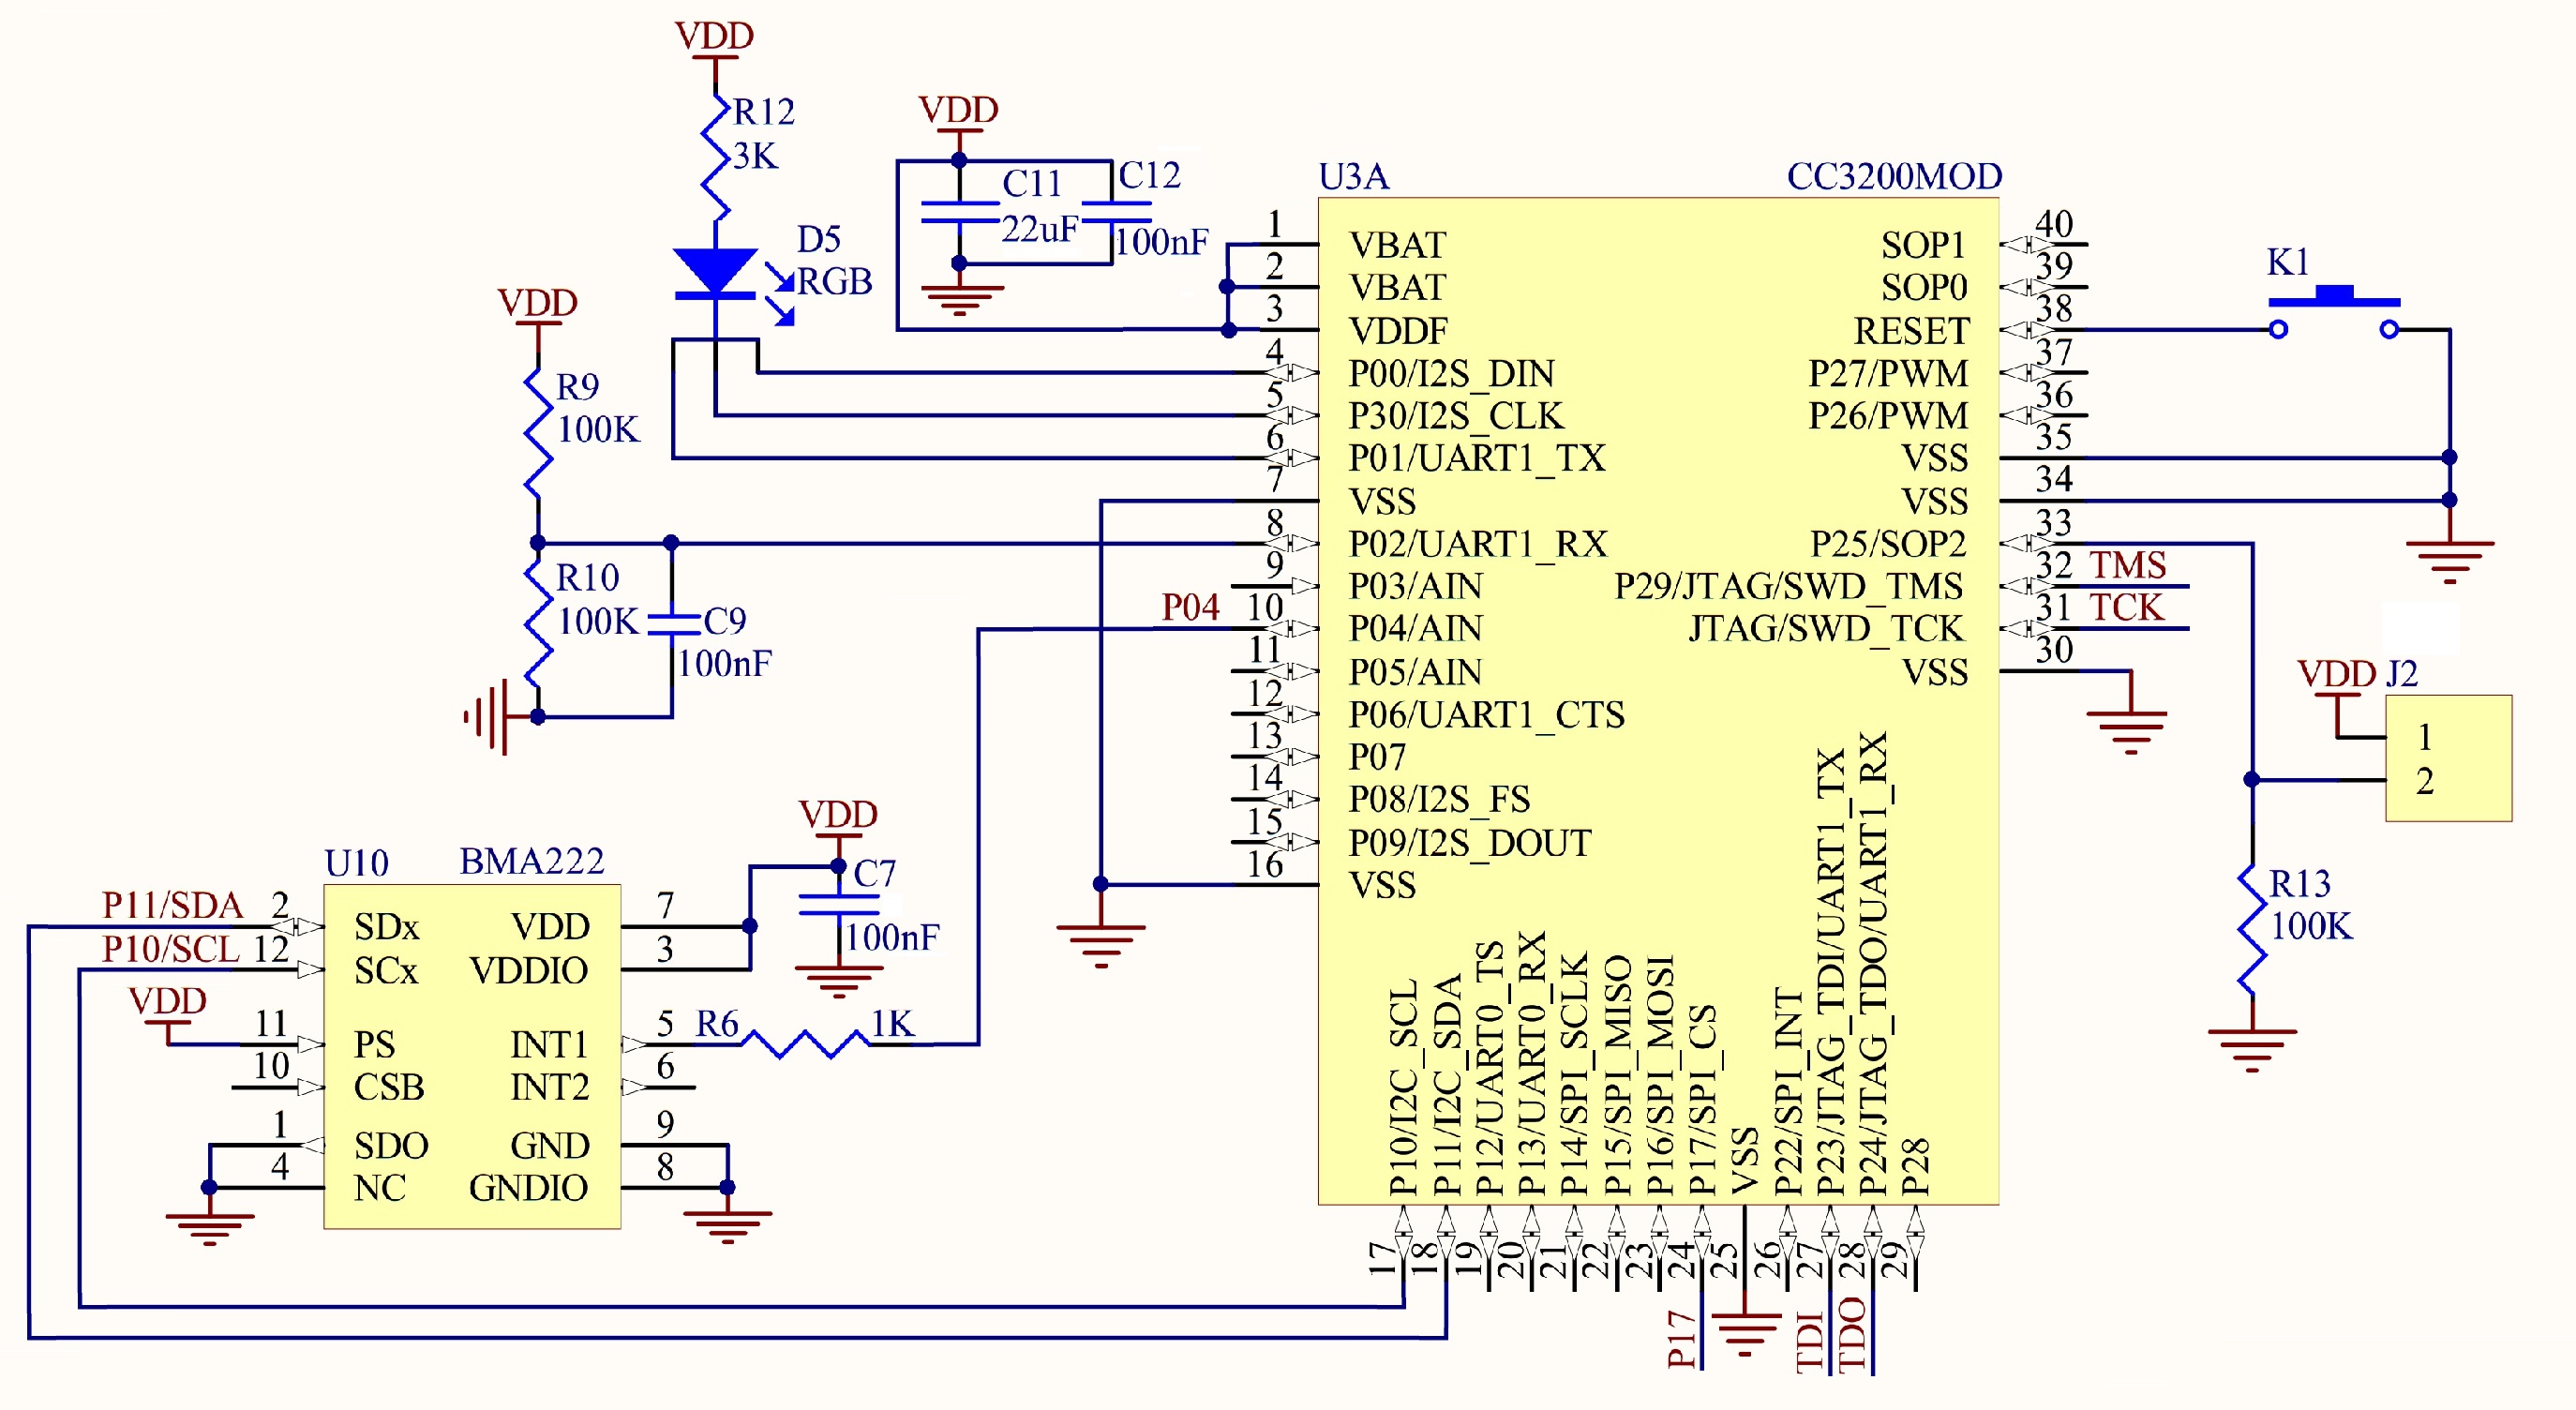 VDD
R12
3K
D5
RGB
VDD
C11
22uF
C12
100nF
VDD
R9
100K
R10
100K
C9
100nF
U3A
CC3200MOD
1 VBAT
2 VBAT
3 VDDF
4 P00/I2S_DIN
5 P30/I2S_CLK
6 P01/UART1_TX
7 VSS
8 P02/UART1_RX
9 P03/AIN
P04 10 P04/AIN
11 P05/AIN
12 P06/UART1_CTS
13 P07
14 P08/I2S_FS
15 P09/I2S_DOUT
16 VSS
SOP1 40
SOP0 39
RESET 38
P27/PWM 37
P26/PWM 36
VSS 35
VSS 34
P25/SOP2 33
P29/JTAG/SWD_TMS 32 TMS
JTAG/SWD_TCK 31 TCK
VSS 30
K1
VDD J2
1
2
R13
100K
VDD
C7
100nF
U10 BMA222
P11/SDA 2 SDx
P10/SCL 12 SCx
VDD
11 PS
10 CSB
1 SDO
4 NC
VDD 7
VDDIO 3
INT1 5
INT2 6
GND 9
GNDIO 8
R6 1K
P10/I2C_SCL 17
P11/I2C_SDA 18
P12/UART0_TS 19
P13/UART0_RX 20
P14/SPI_SCLK 21
P15/SPI_MISO 22
P16/SPI_MOSI 23
P17/SPI_CS 24 P17
VSS 25
P22/SPI_INT 26
P23/JTAG_TDI/UART1_TX 27 TDI
P24/JTAG_TDO/UART1_RX 28 TDO
P28 29